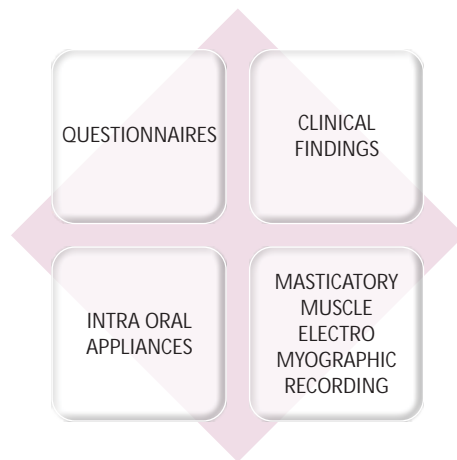 QUESTIONNAIRES
CLINICAL
FINDINGS
INTRA ORAL
APPLIANCES
MASTICATORY
MUSCLE
ELECTRO
MYOGRAPHIC
RECORDING